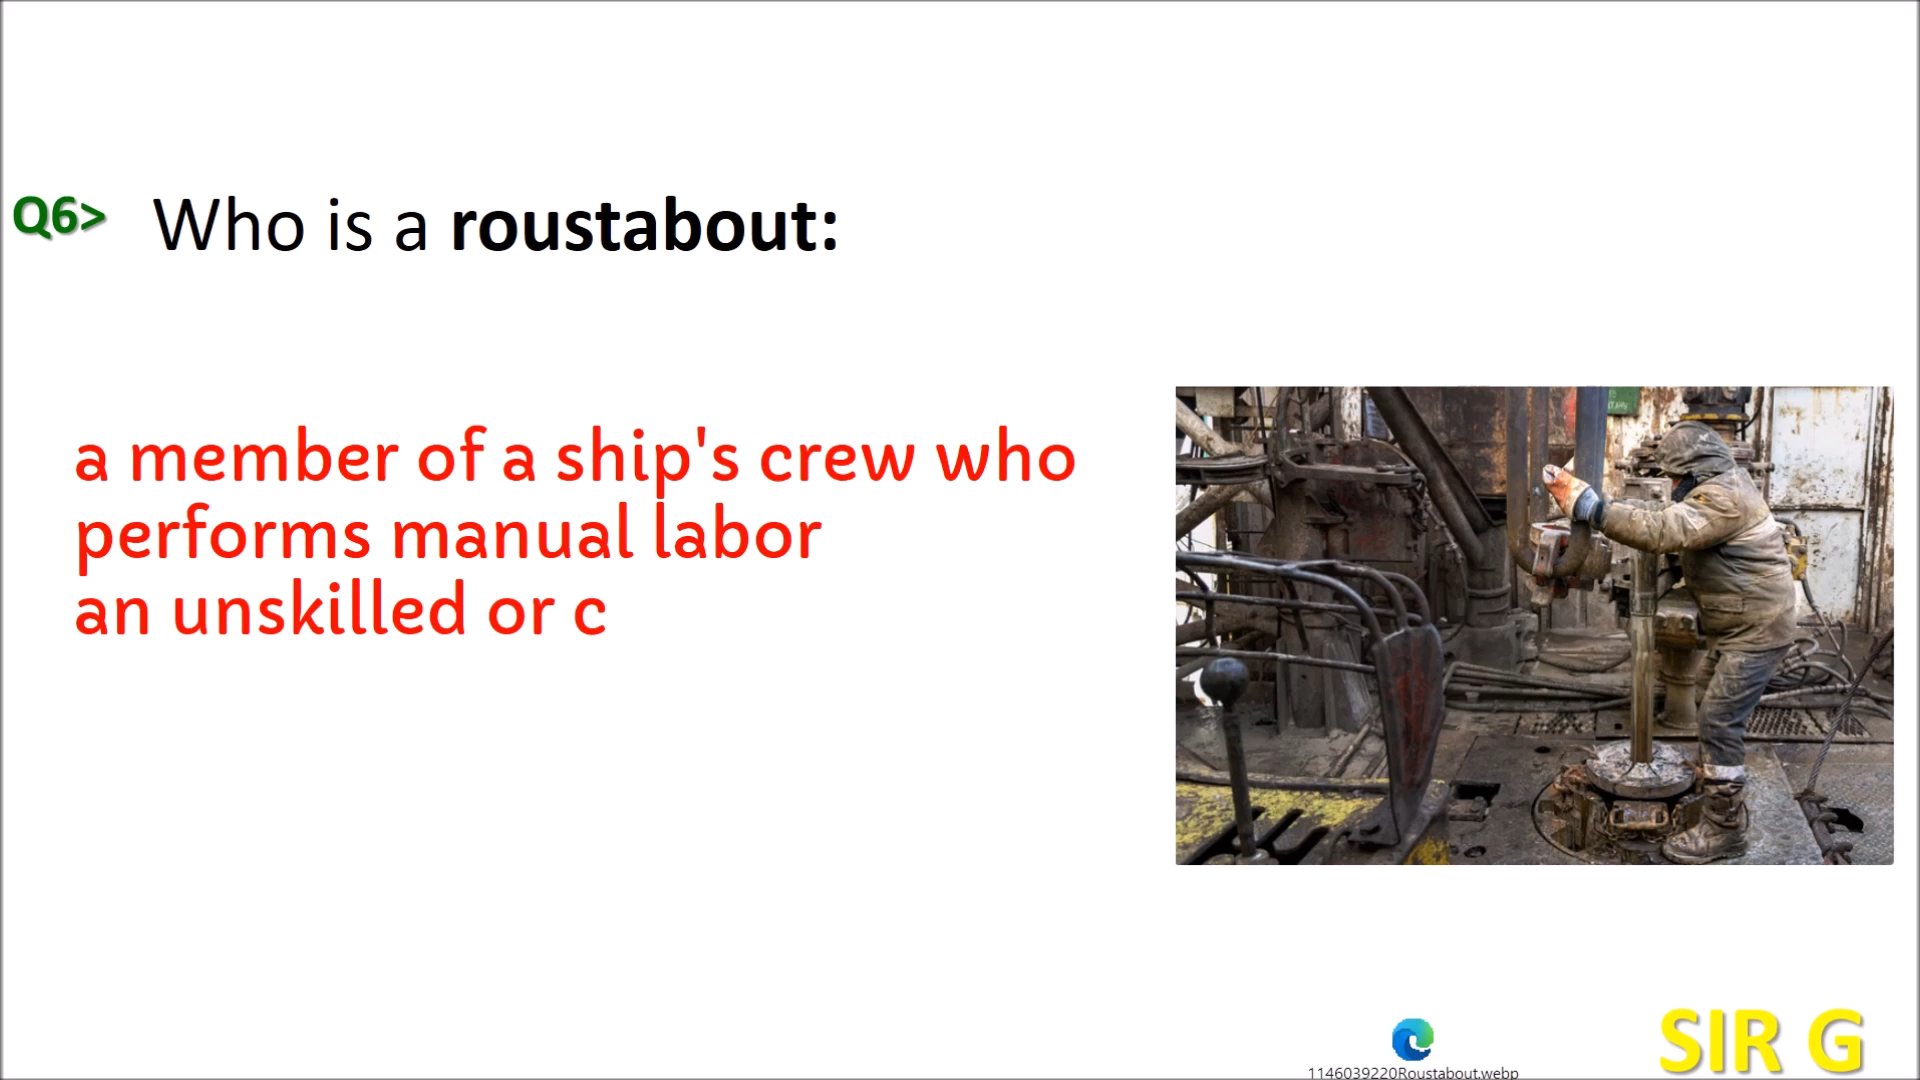 Q6> Who is a roustabout:
a member of a ship's crew who
performs manual labor
an unskilled or c
1146039220Roustabout.webp
SIR G